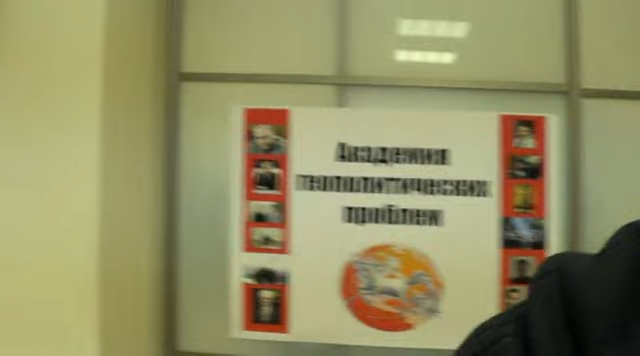 Академия
геополитических
проблем